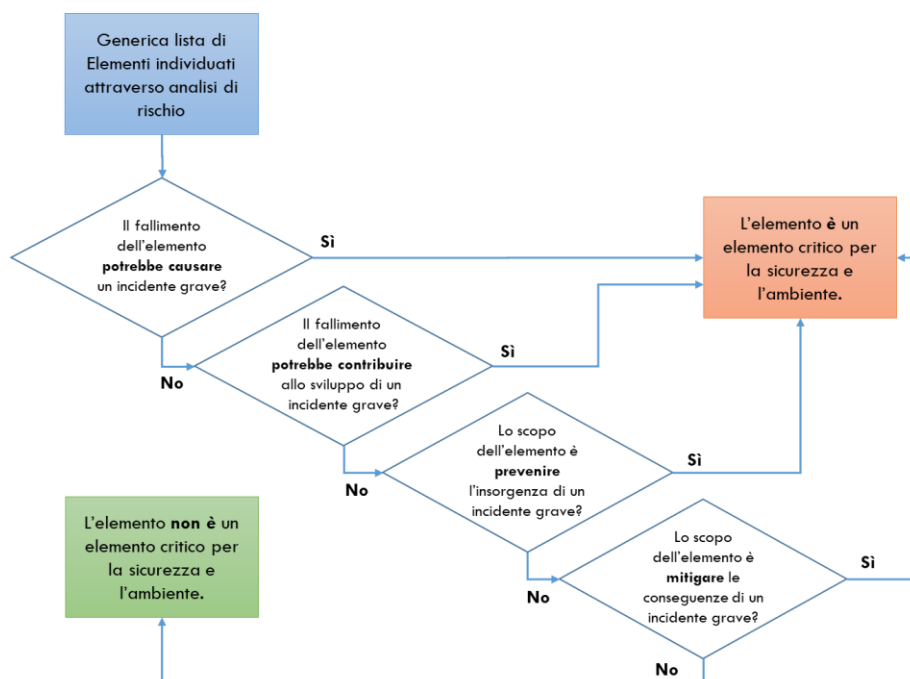 Generica lista di
Elementi individuati
attraverso analisi di
rischio
Il fallimento
dell'elemento
potrebbe causare
un incidente grave?
Sì
L'elemento è un
elemento critico per
la sicurezza e
l'ambiente.
No
Il fallimento
dell'elemento
potrebbe contribuire
allo sviluppo di un
incidente grave?
Sì
No
Lo scopo
dell'elemento è
prevenire
l'insorgenza di un
incidente grave?
Sì
No
Lo scopo
dell'elemento è
mitigare le
conseguenze di un
incidente grave?
Sì
No
L'elemento non è un
elemento critico per
la sicurezza e
l'ambiente.